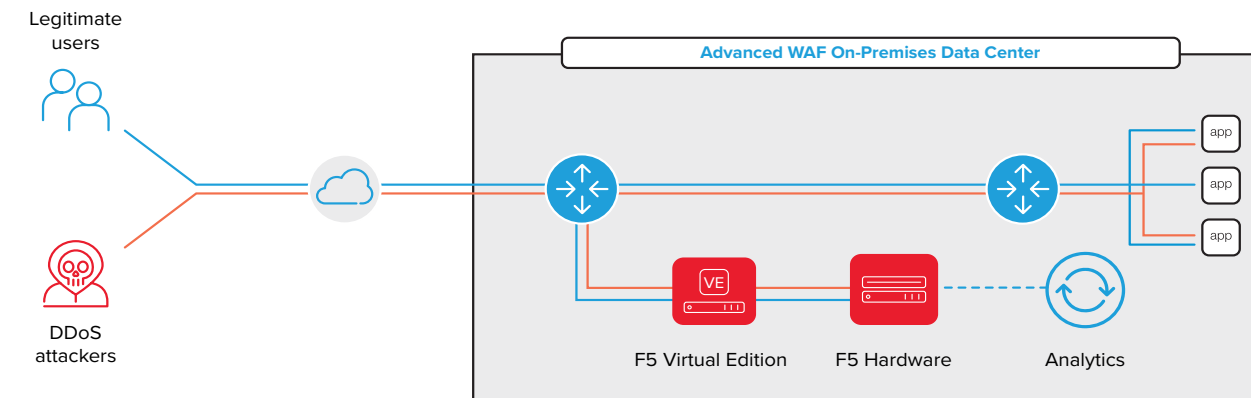 Legitimate
users
Advanced WAF On-Premises Data Center
app
app
app
VE
DDoS
attackers
F5 Virtual Edition
F5 Hardware
Analytics